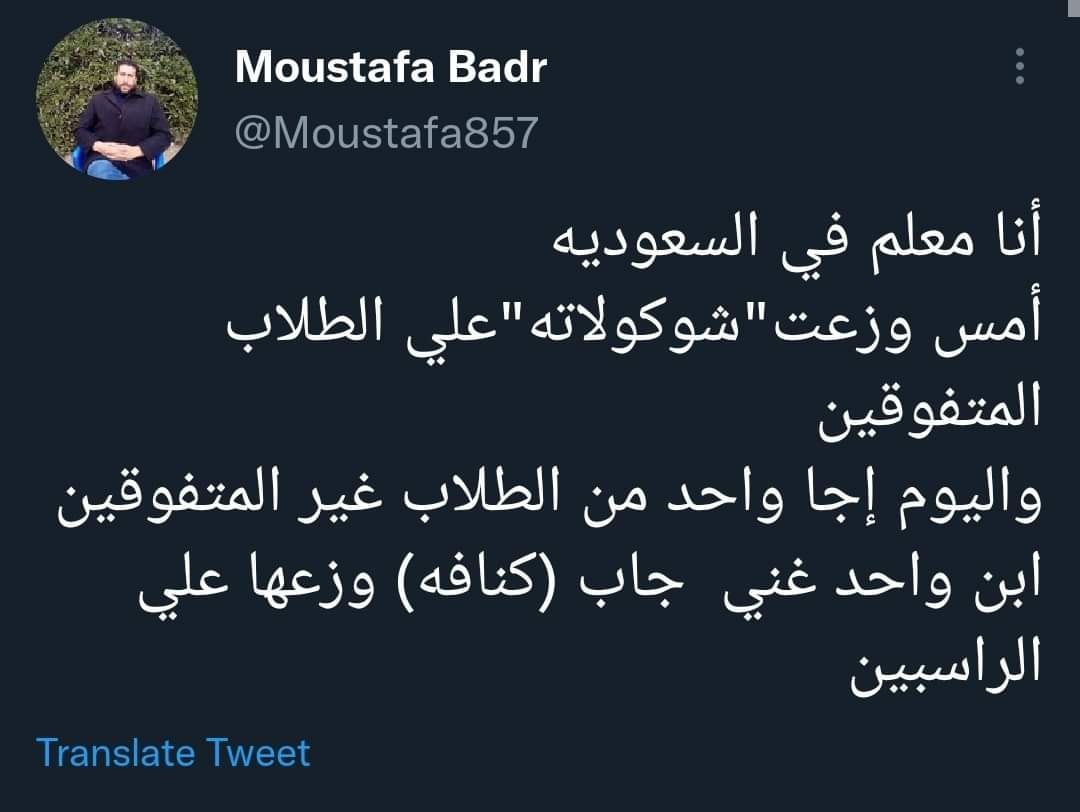 Moustafa Badr
@Moustafa857
أنا معلم في السعوديه
أمس وزعت"شوكولاته"علي الطلاب
المتفوقين
واليوم إجا واحد من الطلاب غير المتفوقين
ابن واحد غني جاب (كنافه) وزعها علي
الراسبين
Translate Tweet